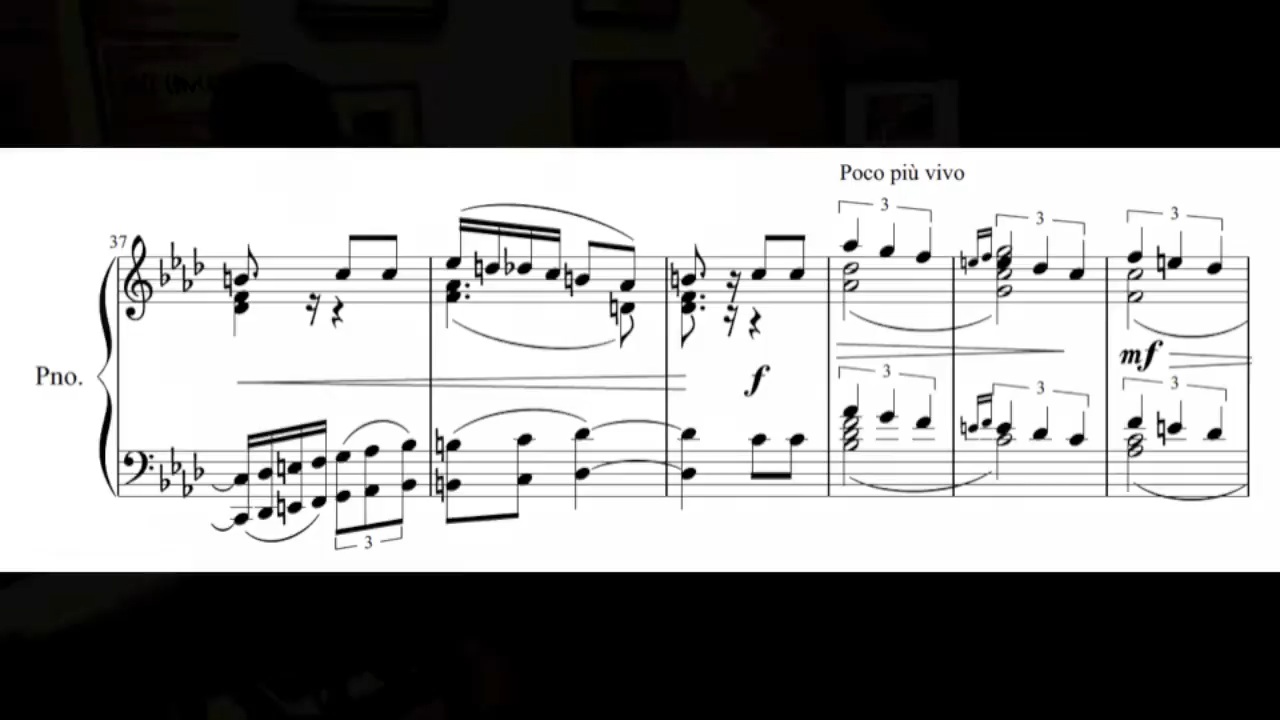 Poco più vivo
3 3 3
37
Pno.
mf
f
3 3 3
3